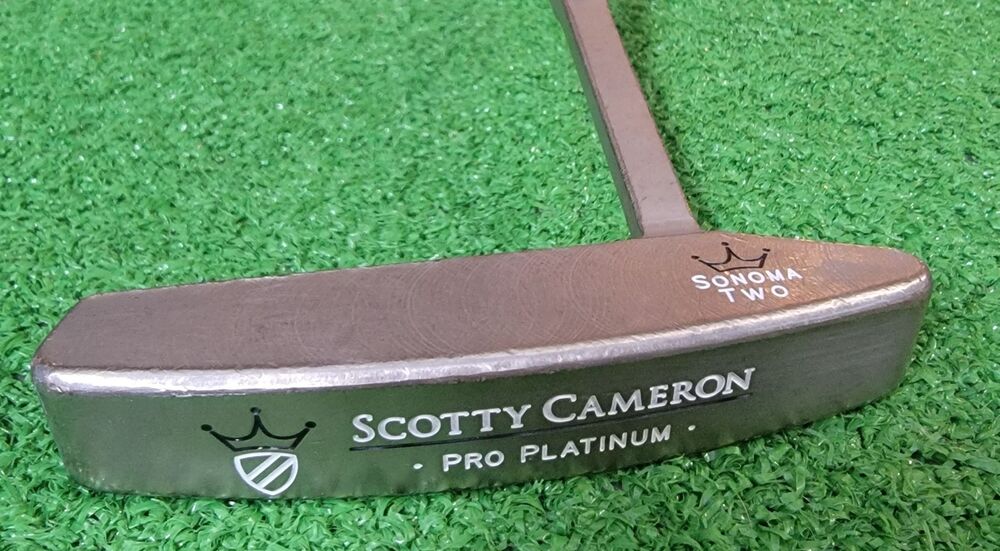 SONOMA
TWO
SCOTTY CAMERON
· PRO PLATINUM ·